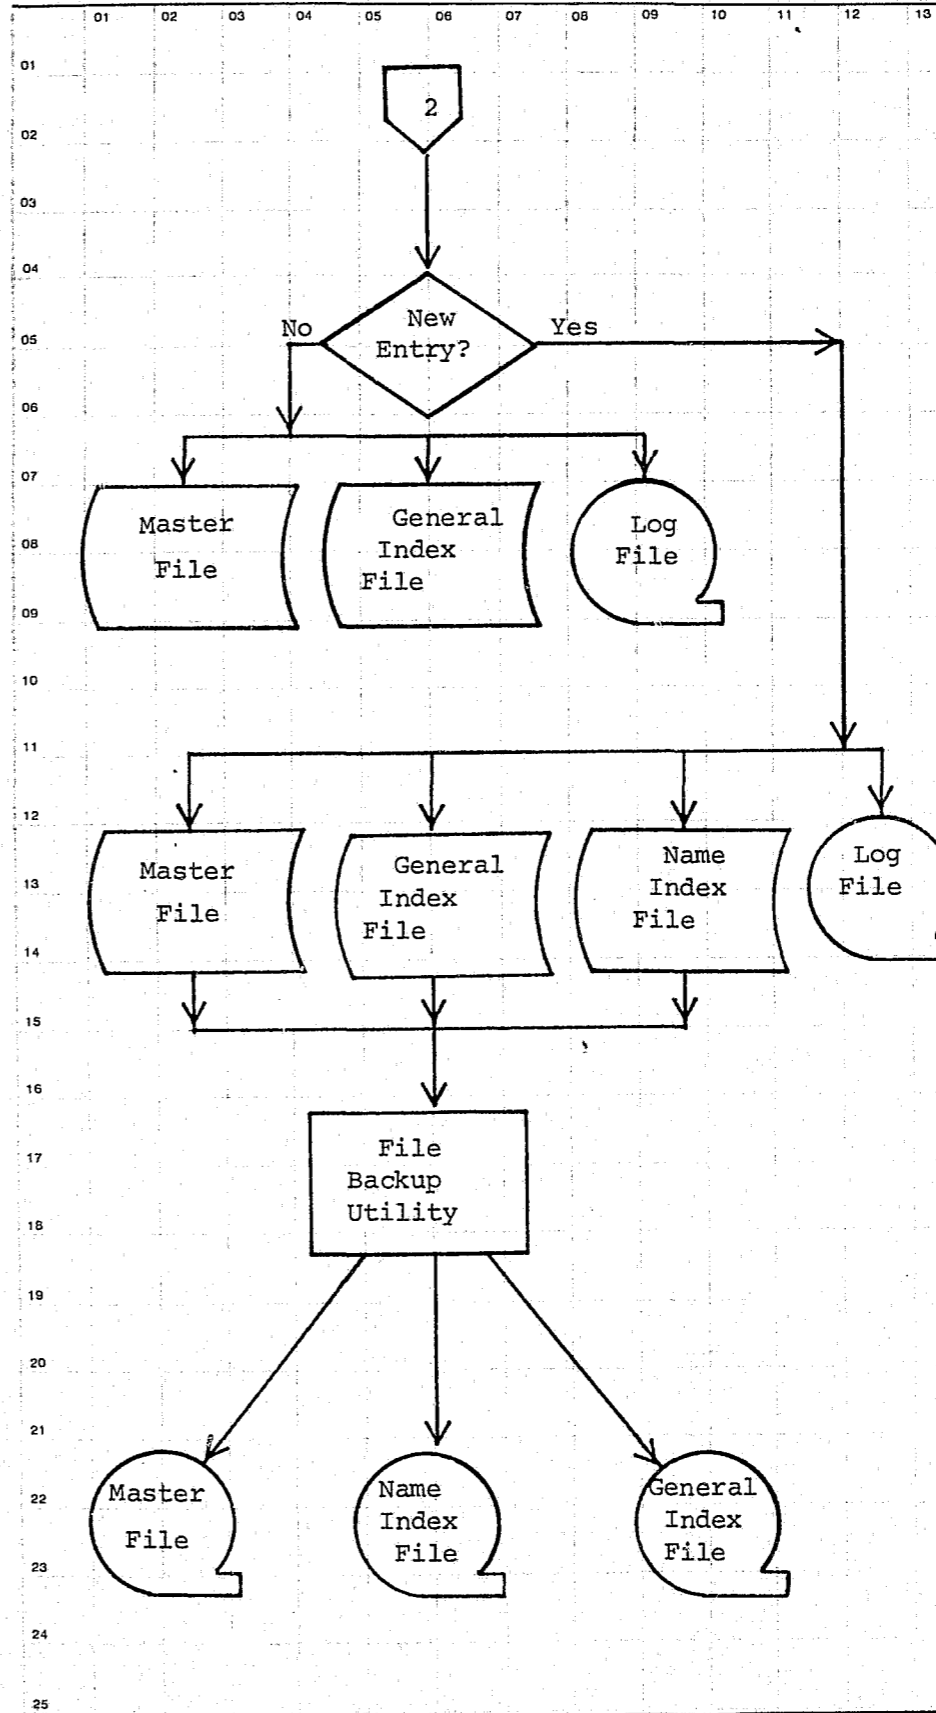 01 02 03 04 05 06 07 08 09 10 11 12 13
01
2
02
03
04
No
New
Entry?
Yes
05
06
07
Master
File
General
Index
File
Log
File
08
09
10
11
12
Master
File
General
Index
File
Name
Index
File
Log
File
13
14
15
16
File
Backup
Utility
17
18
19
20
21
Master
File
Name
Index
File
General
Index
File
22
23
24
25